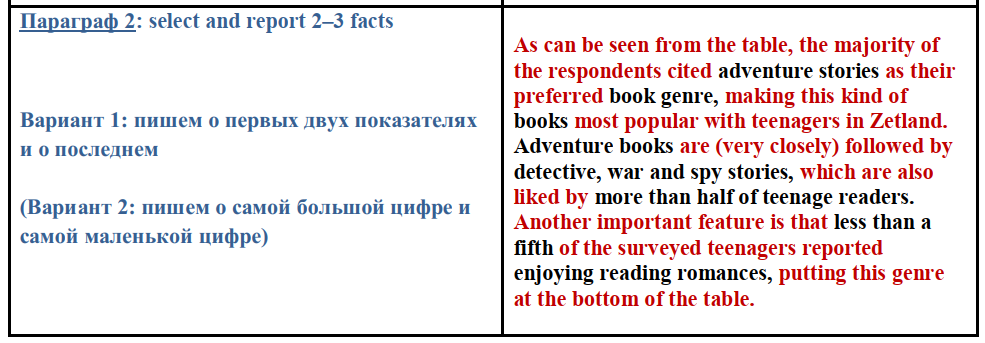 Параграф 2: select and report 2–3 facts
Вариант 1: пишем о первых двух показателях
и о последнем
(Вариант 2: пишем о самой большой цифре и
самой маленькой цифре)
As can be seen from the table, the majority of
the respondents cited adventure stories as their
preferred book genre, making this kind of
books most popular with teenagers in Zetland.
Adventure books are (very closely) followed by
detective, war and spy stories, which are also
liked by more than half of teenage readers.
Another important feature is that less than a
fifth of the surveyed teenagers reported
enjoying reading romances, putting this genre
at the bottom of the table.